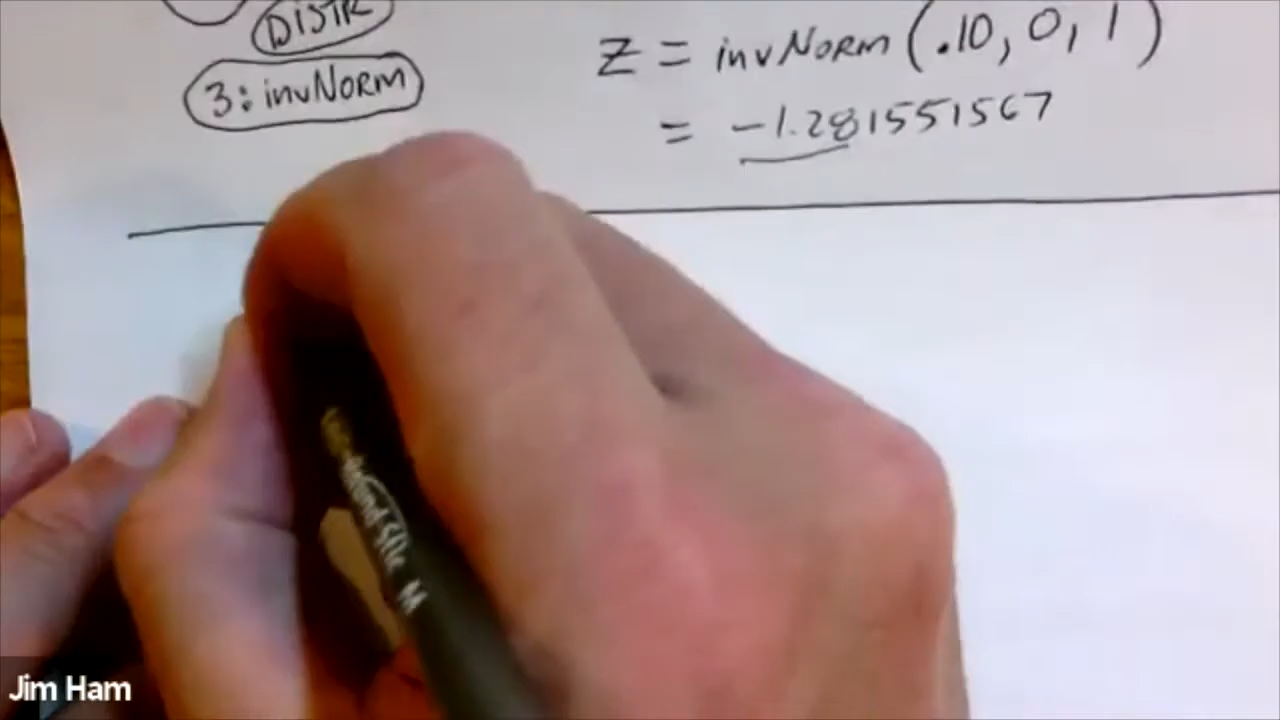 DISTR
3: invNORM
Z = invNORM (.10, 0, 1)
= -1.281551567
Jim Ham